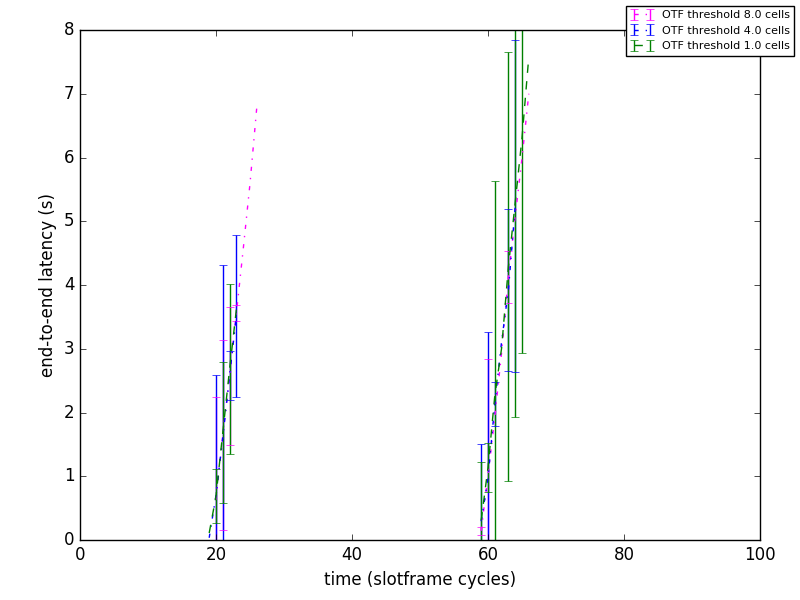 OTF threshold 8.0 cells
OTF threshold 4.0 cells
OTF threshold 1.0 cells
8
7
6
5
4
3
2
1
0
end-to-end latency (s)
0 20 40 60 80 100
time (slotframe cycles)